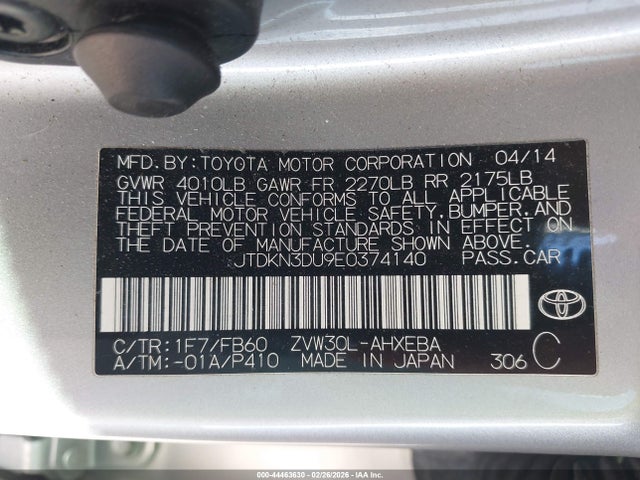 MFD. BY: TOYOTA MOTOR CORPORATION 04/14
GVWR 4010LB GAWR FR 2270LB RR 2175LB
THIS VEHICLE CONFORMS TO ALL APPLICABLE
FEDERAL MOTOR VEHICLE SAFETY, BUMPER, AND
THEFT PREVENTION STANDARDS IN EFFECT ON
THE DATE OF MANUFACTURE SHOWN ABOVE.
JTDKN3DU9E0374140 PASS. CAR
C/TR: 1F7/FB60 ZVW30L-AHXEBA
A/TM: -01A/P410 MADE IN JAPAN 306 C
TOYOTA
000-44463630 02/26/2026 IAA Inc.